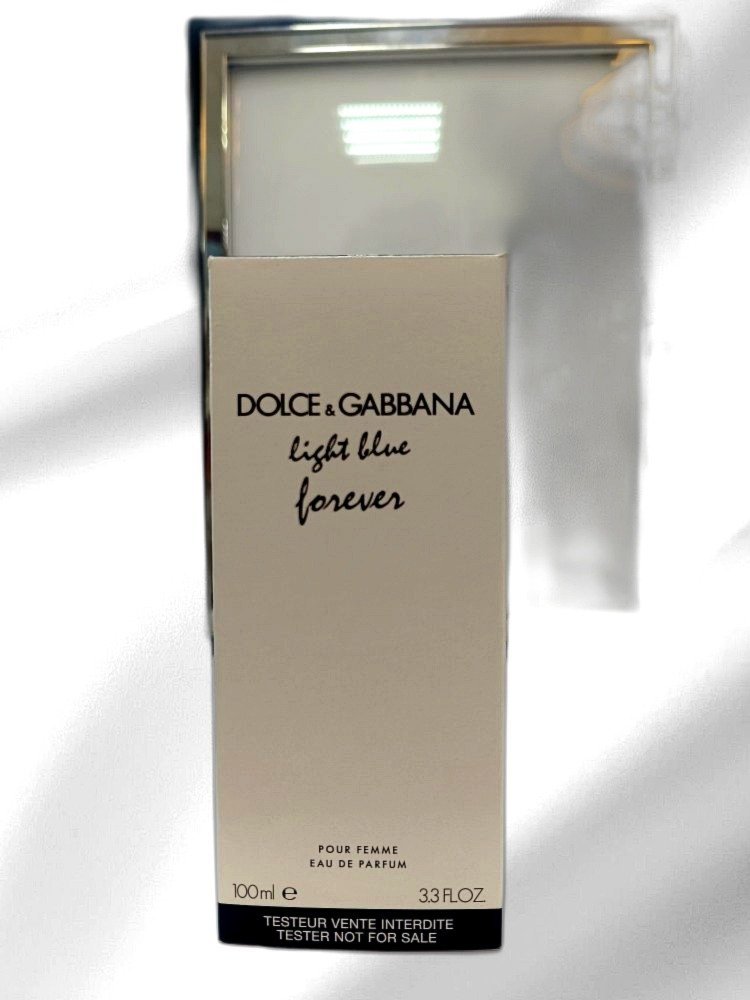 DOLCE & GABBANA
light blue
forever
POUR FEMME
EAU DE PARFUM
100ml e 3.3 FL.OZ.
TESTEUR VENTE INTERDITE
TESTER NOT FOR SALE